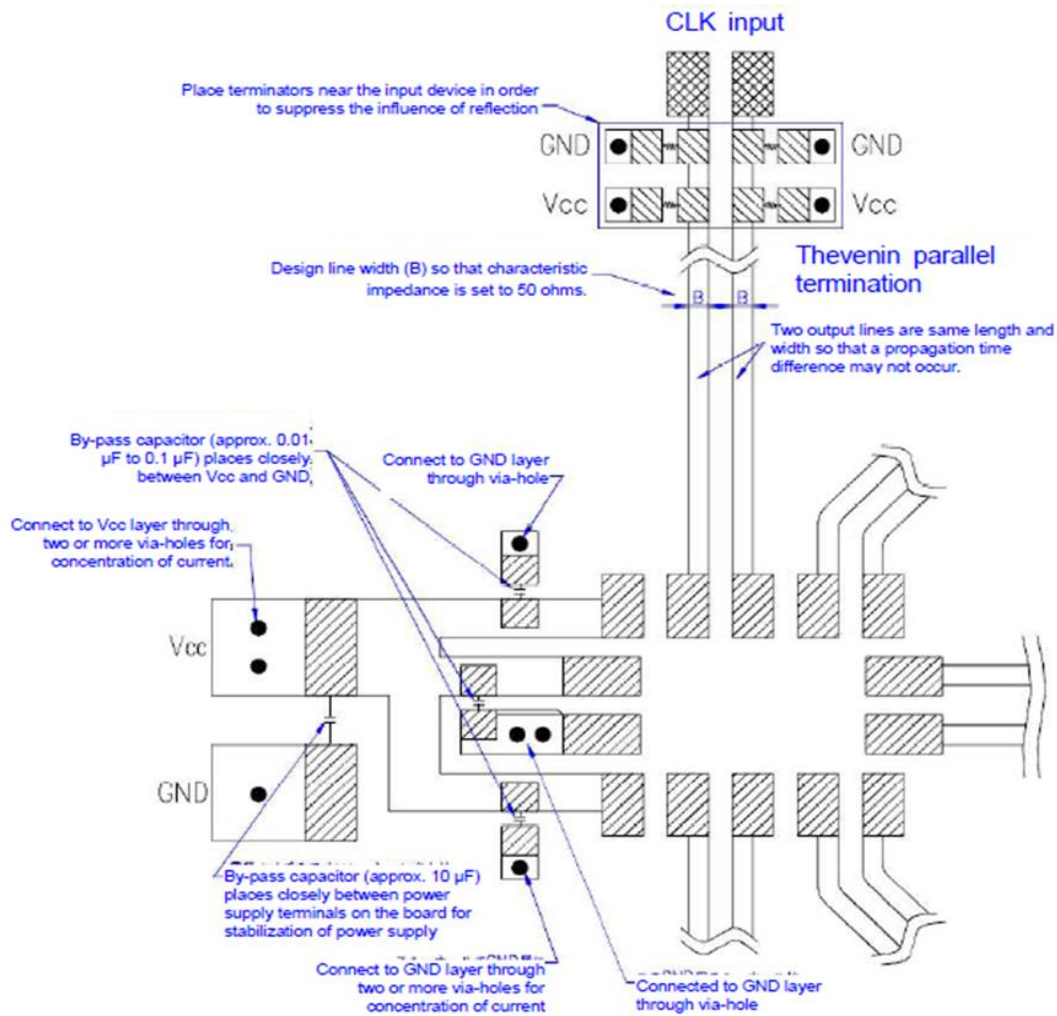 CLK input
Place terminators near the input device in order
to suppress the influence of reflection
GND
GND
Vcc
Vcc
Thevenin parallel
termination
Design line width (B) so that characteristic
impedance is set to 50 ohms.
B
B
Two output lines are same length and
width so that a propagation time
difference may not occur.
By-pass capacitor (approx. 0.01
µF to 0.1 µF) places closely
between Vcc and GND
Connect to GND layer
through via-hole
Connect to Vcc layer through
two or more via-holes for
concentration of current
Vcc
GND
By-pass capacitor (approx. 10 µF)
places closely between power
supply terminals on the board for
stabilization of power supply
Connect to GND layer through
two or more via-holes for
concentration of current
Connected to GND layer
through via-hole